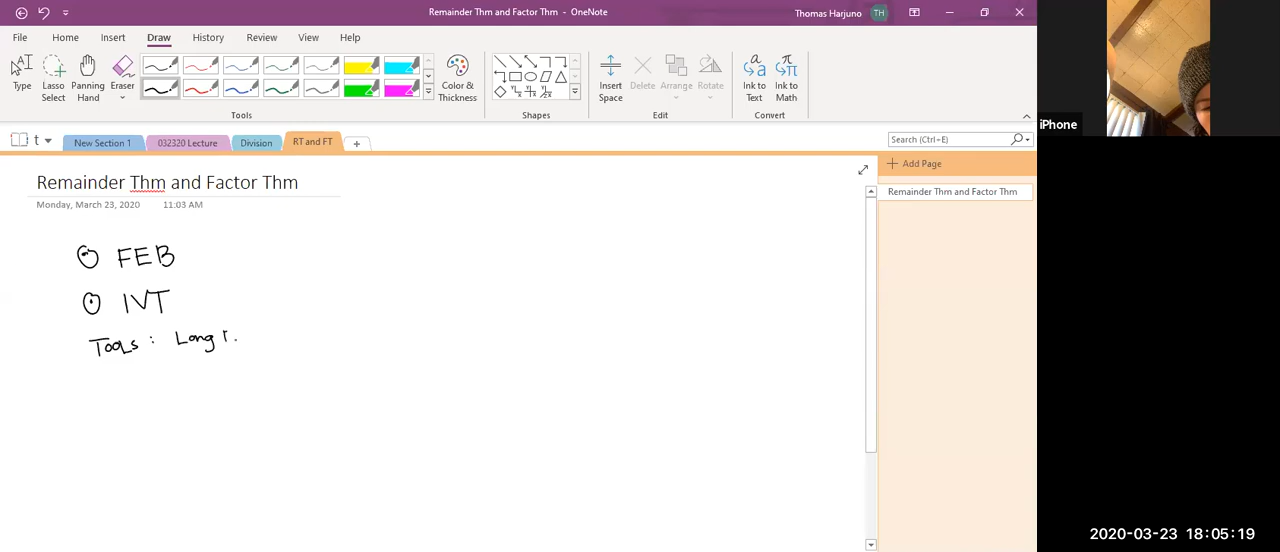 Remainder Thm and Factor Thm - OneNote
Thomas Harjuno TH
File Home Insert Draw History Review View Help
Type Lasso Select Panning Hand Eraser Color & Thickness Insert Space Delete Arrange Rotate Ink to Text Ink to Math
Tools Shapes Edit Convert
iPhone
t New Section 1 032320 Lecture Division RT and FT Search (Ctrl+E)
Add Page
Remainder Thm and Factor Thm
Remainder Thm and Factor Thm
Monday, March 23, 2020 11:03 AM
FEB
IVT
Tools: Long
2020-03-23 18:05:19